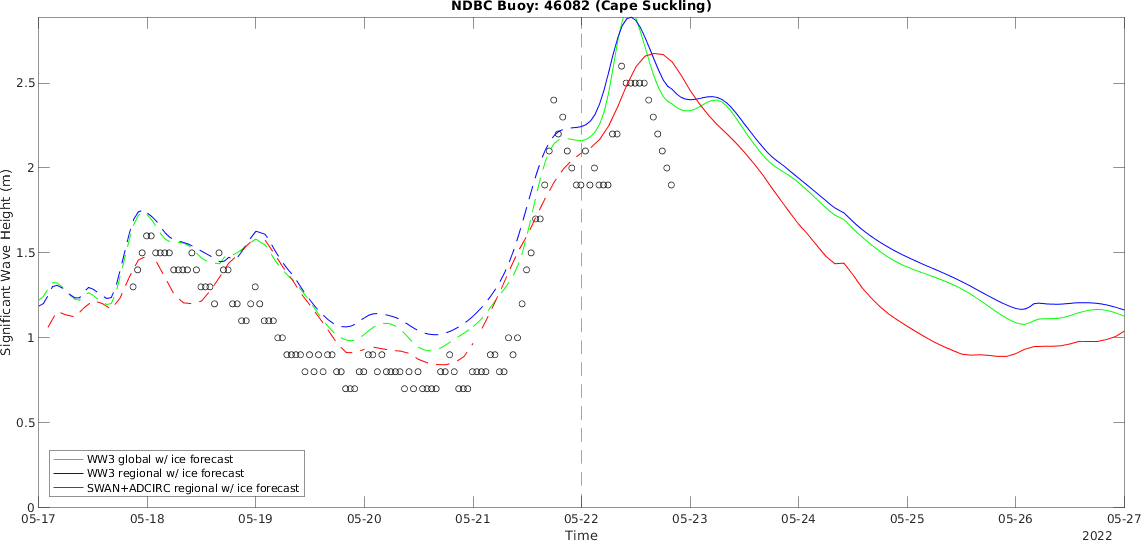 NDBC Buoy: 46082 (Cape Suckling)
Significant Wave Height (m)
2.5
2
1.5
1
0.5
0
WW3 global w/ ice forecast
WW3 regional w/ ice forecast
SWAN+ADCIRC regional w/ ice forecast
05-17 05-18 05-19 05-20 05-21 05-22 05-23 05-24 05-25 05-26 05-27
Time
2022